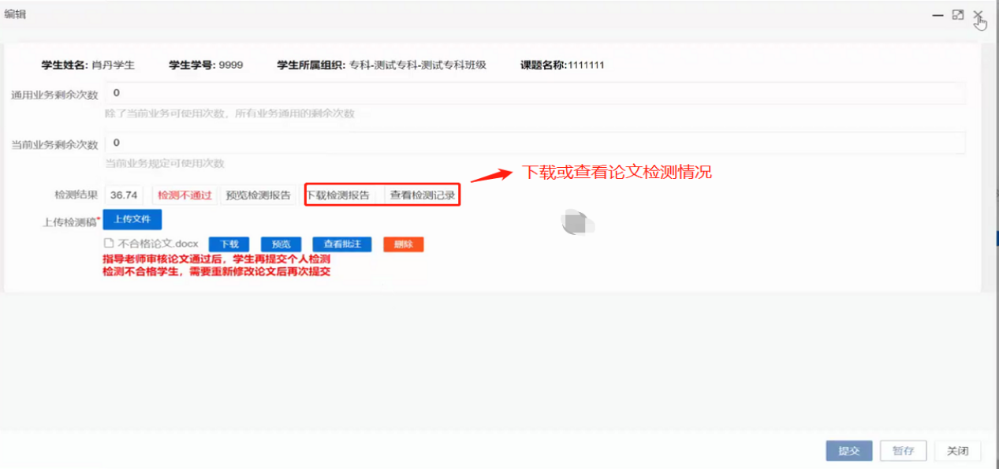 编辑
学生姓名: 肖丹学生 学生学号: 9999 学生所属组织: 专科-测试专科-测试专科班级 课题名称:1111111
通用业务剩余次数 0
除了当前业务可使用次数，所有业务通用的剩余次数
当前业务剩余次数 0
当前业务规定可使用次数
下载或查看论文检测情况
检测结果 36.74 检测不通过 预览检测报告 下载检测报告 查看检测记录
上传检测稿* 上传文件
不合格论文.docx 下载 预览 查看批注 删除
指导老师审核论文通过后，学生再提交个人检测
检测不合格学生，需要重新修改论文后再次提交
提交 暂存 关闭